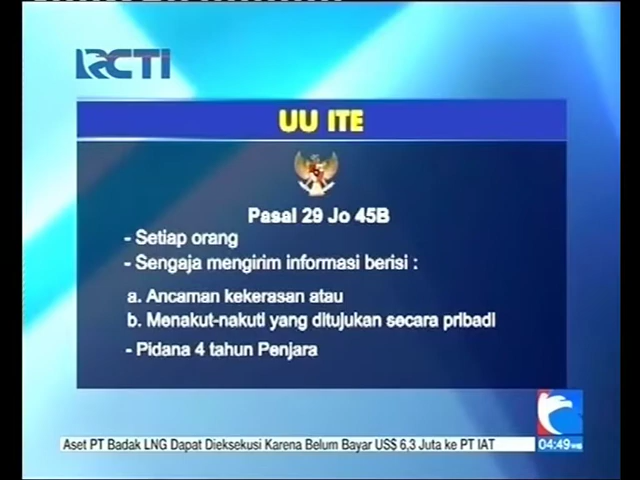 RCTI
UU ITE
Pasal 29 Jo 45B
- Setiap orang
- Sengaja mengirim informasi berisi :
a. Ancaman kekerasan atau
b. Menakut-nakuti yang ditujukan secara pribadi
- Pidana 4 tahun Penjara
Aset PT Badak LNG Dapat Dieksekusi Karena Belum Bayar US$ 6,3 Juta ke PT IAT
04:49 WIB